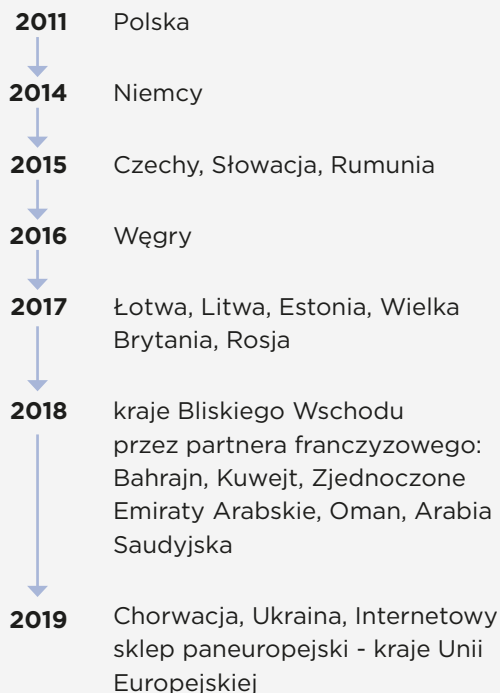 2011 Polska
2014 Niemcy
2015 Czechy, Słowacja, Rumunia
2016 Węgry
2017 Łotwa, Litwa, Estonia, Wielka
Brytania, Rosja
2018 kraje Bliskiego Wschodu
przez partnera franczyzowego:
Bahrajn, Kuwejt, Zjednoczone
Emiraty Arabskie, Oman, Arabia
Saudyjska
2019 Chorwacja, Ukraina, Internetowy
sklep paneuropejski - kraje Unii
Europejskiej